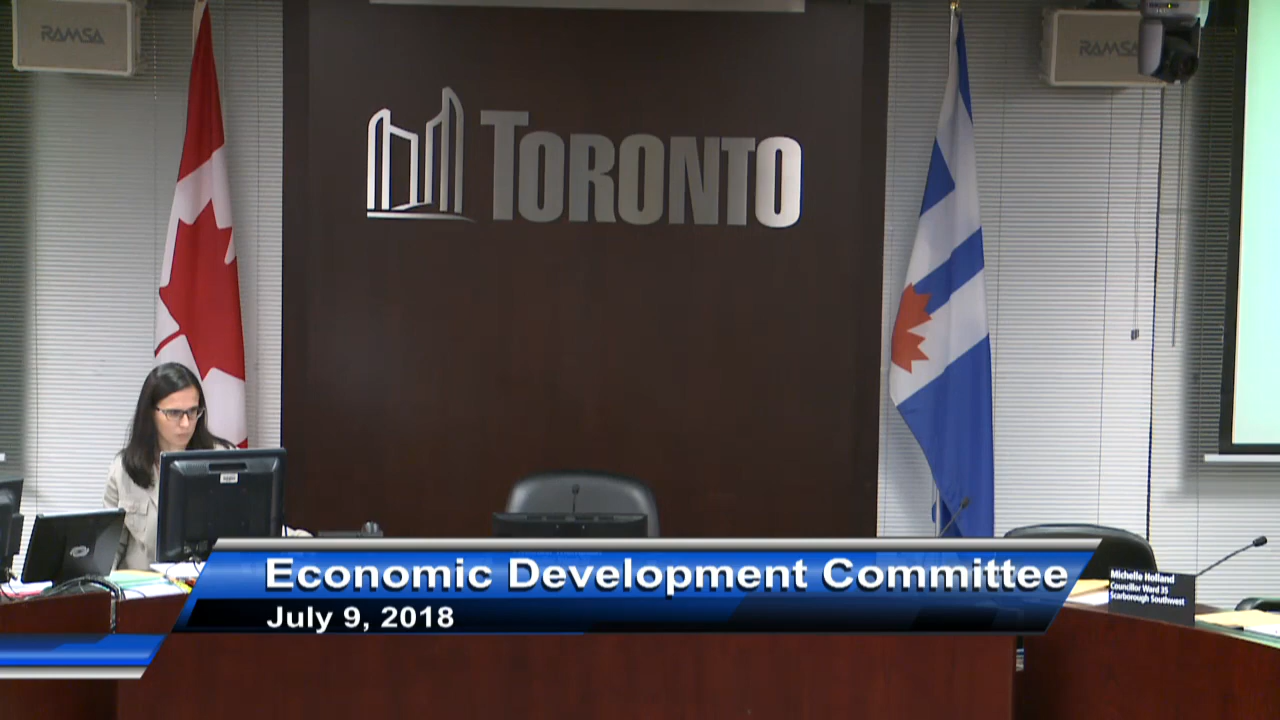 RAMSA
RAMSA
TORONTO
Economic Development Committee
July 9, 2018
Michelle Holland
Councillor Ward 35
Scarborough Southwest